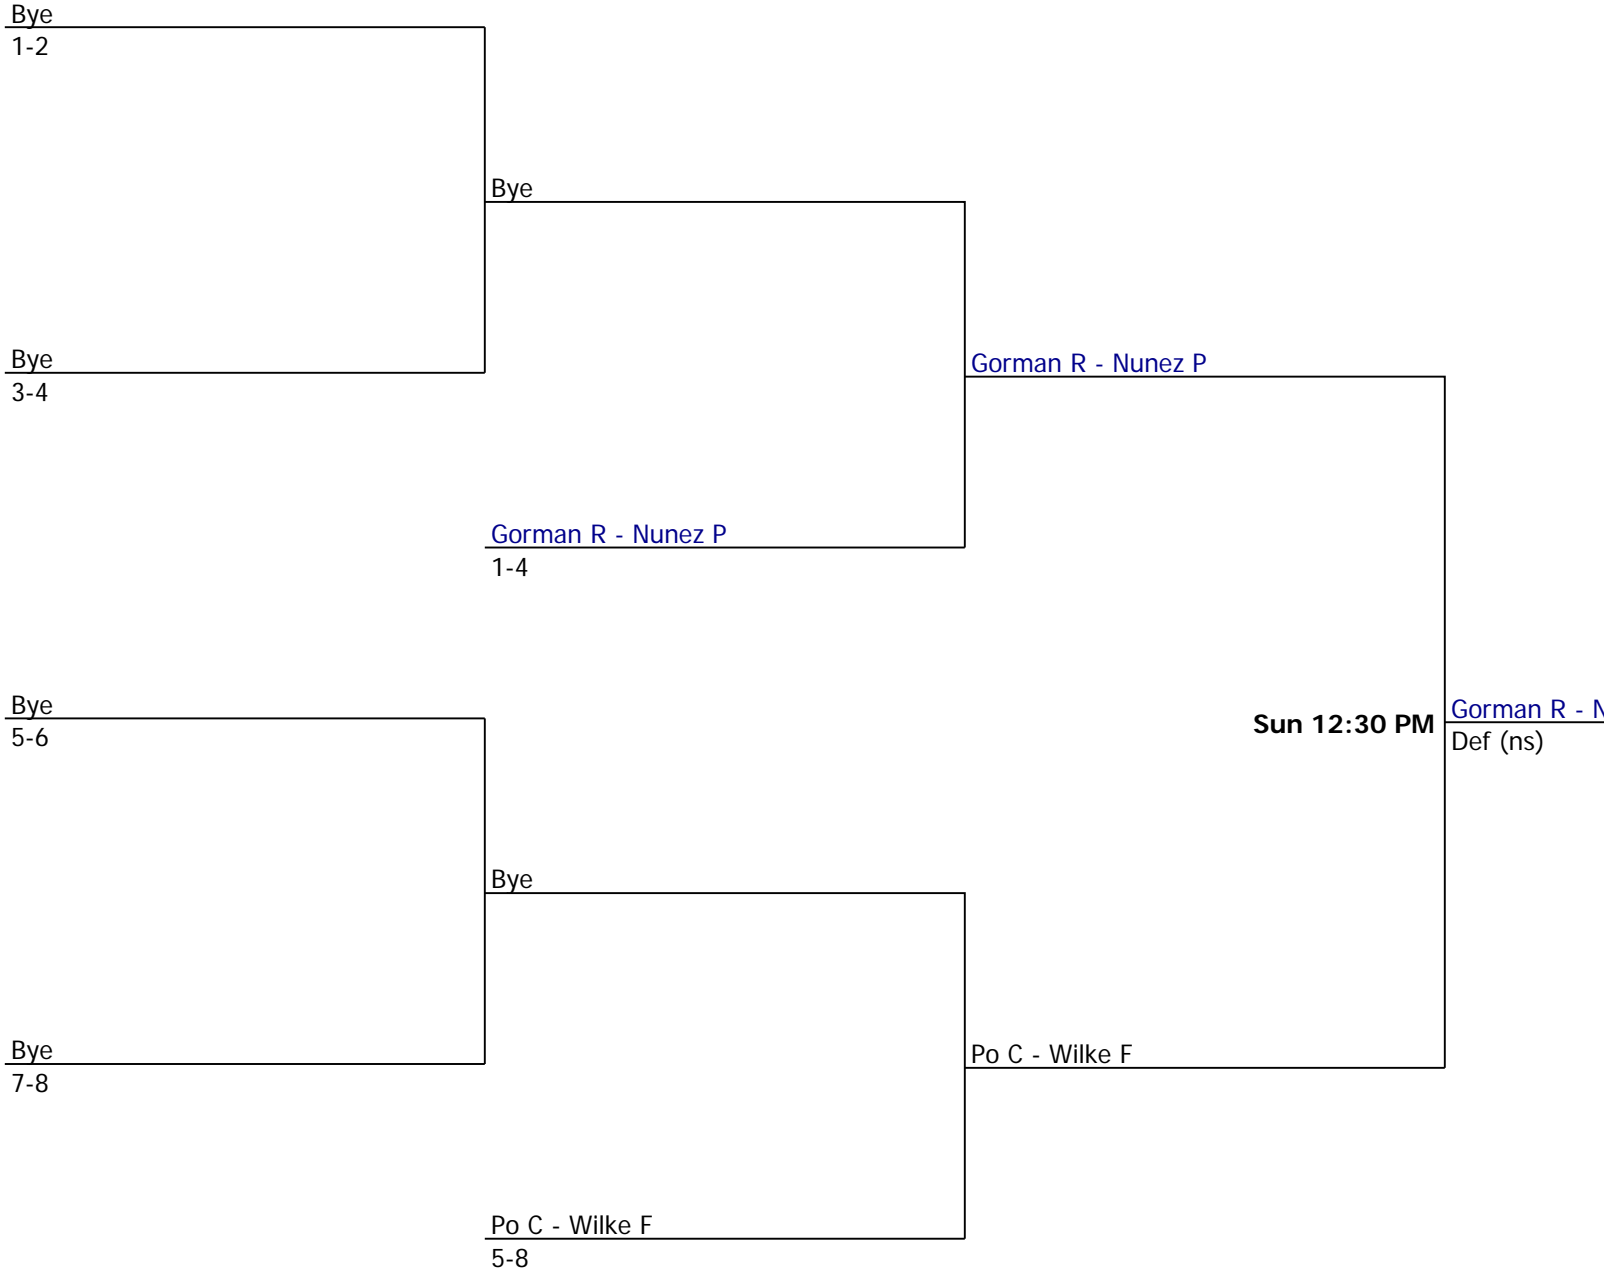 Bye
1-2
Bye
Bye
3-4
Gorman R - Nunez P
Gorman R - Nunez P
1-4
Bye
5-6
Sun 12:30 PM
Gorman R - N
Def (ns)
Bye
Bye
7-8
Po C - Wilke F
Po C - Wilke F
5-8